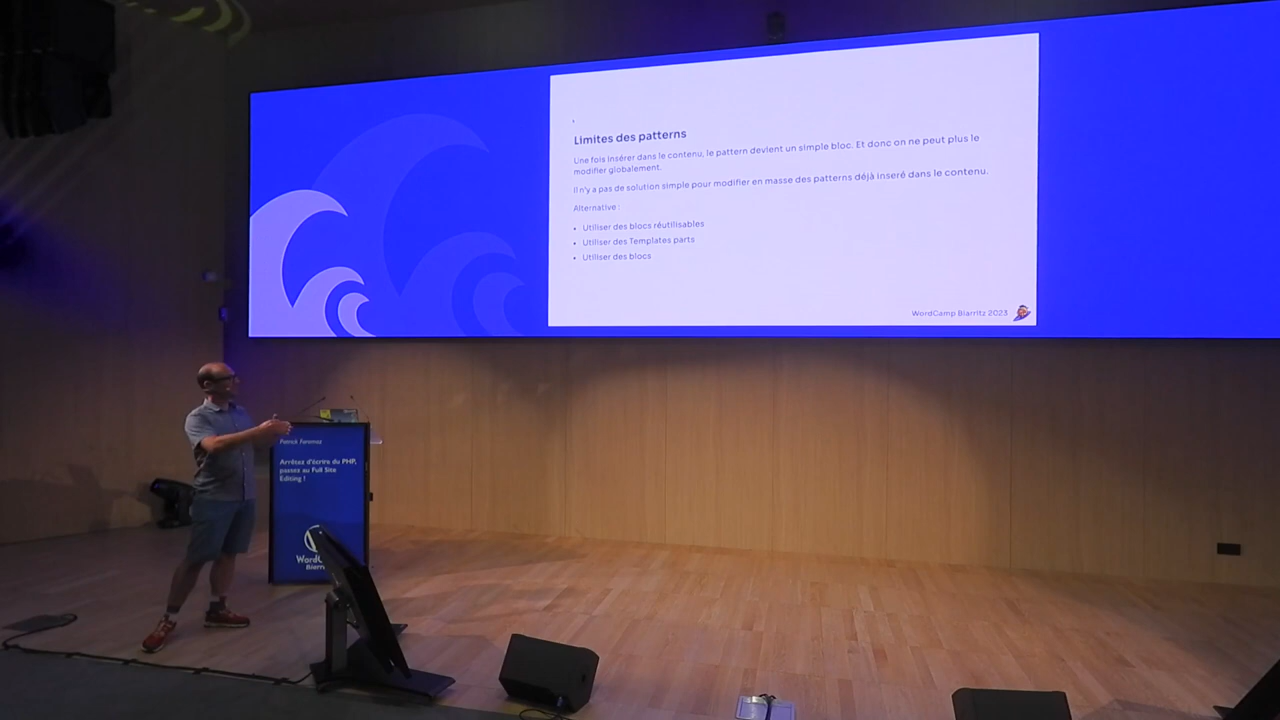 Limites des patterns
Une fois insérer dans le contenu, le pattern devient un simple bloc. Et donc on ne peut plus le
modifier globalement.
Il n'y a pas de solution simple pour modifier en masse des patterns déjà inseré dans le contenu.
Alternative :
• Utiliser des blocs réutilisables
• Utiliser des Templates parts
• Utiliser des blocs
WordCamp Biarritz 2023
Patrick Faramaz
Arrêtez d'écrire du PHP,
passez au Full Site
Editing !